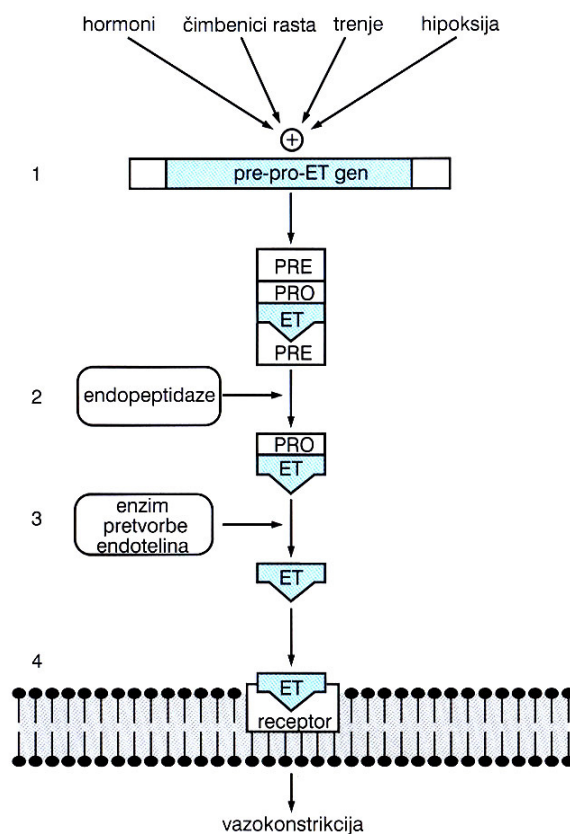 hormoni čimbenici rasta trenje hipoksija
+
1
pre-pro-ET gen
PRE
PRO
ET
PRE
2
endopeptidaze
PRO
ET
3
enzim
pretvorbe
endotelina
ET
4
ET
receptor
vazokonstrikcija